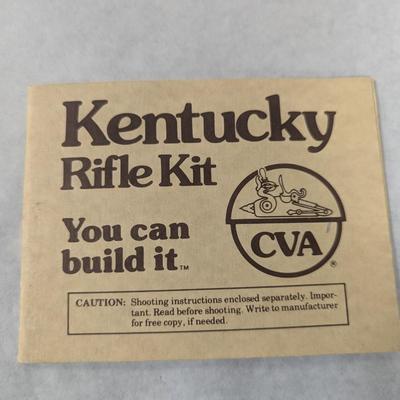 Kentucky
Rifle Kit
You can
build it™
CVA®
CAUTION: Shooting instructions enclosed separately. Impor-
tant. Read before shooting. Write to manufacturer
for free copy, if needed.